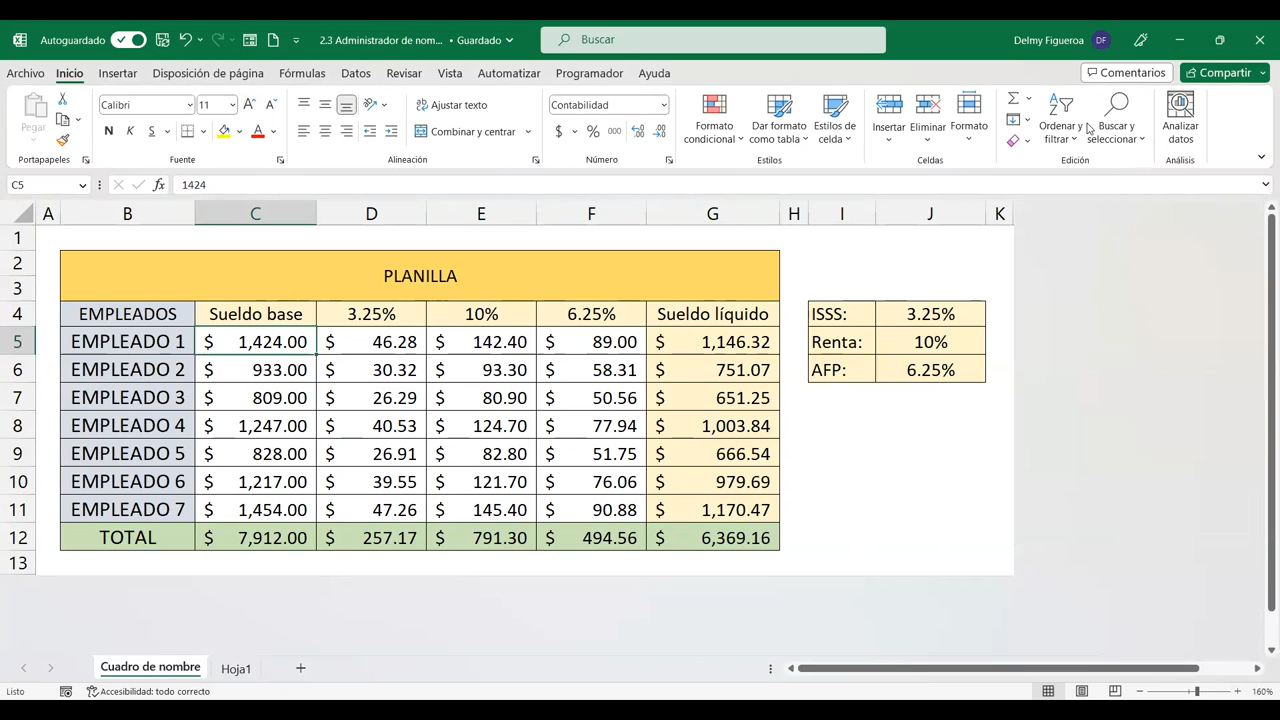 Autoguardado 2.3 Administrador de nom... • Guardado Buscar Delmy Figueroa DF
Archivo Inicio Insertar Disposición de página Fórmulas Datos Revisar Vista Automatizar Programador Ayuda Comentarios Compartir
Pegar
Portapapeles
Calibri 11
N K S
Fuente
Ajustar texto
Combinar y centrar
Alineación
Contabilidad
$ % 000
Número
Formato condicional
Dar formato como tabla
Estilos de celda
Estilos
Insertar Eliminar Formato
Celdas
Ordenar y filtrar
Buscar y seleccionar
Edición
Analizar datos
Análisis
C5 fx 1424
A B C D E F G H I J K
1
2 PLANILLA
3
4 EMPLEADOS Sueldo base 3.25% 10% 6.25% Sueldo líquido ISSS: 3.25%
5 EMPLEADO 1 $ 1,424.00 $ 46.28 $ 142.40 $ 89.00 $ 1,146.32 Renta: 10%
6 EMPLEADO 2 $ 933.00 $ 30.32 $ 93.30 $ 58.31 $ 751.07 AFP: 6.25%
7 EMPLEADO 3 $ 809.00 $ 26.29 $ 80.90 $ 50.56 $ 651.25
8 EMPLEADO 4 $ 1,247.00 $ 40.53 $ 124.70 $ 77.94 $ 1,003.84
9 EMPLEADO 5 $ 828.00 $ 26.91 $ 82.80 $ 51.75 $ 666.54
10 EMPLEADO 6 $ 1,217.00 $ 39.55 $ 121.70 $ 76.06 $ 979.69
11 EMPLEADO 7 $ 1,454.00 $ 47.26 $ 145.40 $ 90.88 $ 1,170.47
12 TOTAL $ 7,912.00 $ 257.17 $ 791.30 $ 494.56 $ 6,369.16
13
Cuadro de nombre Hoja1
Listo Accesibilidad: todo correcto 160%